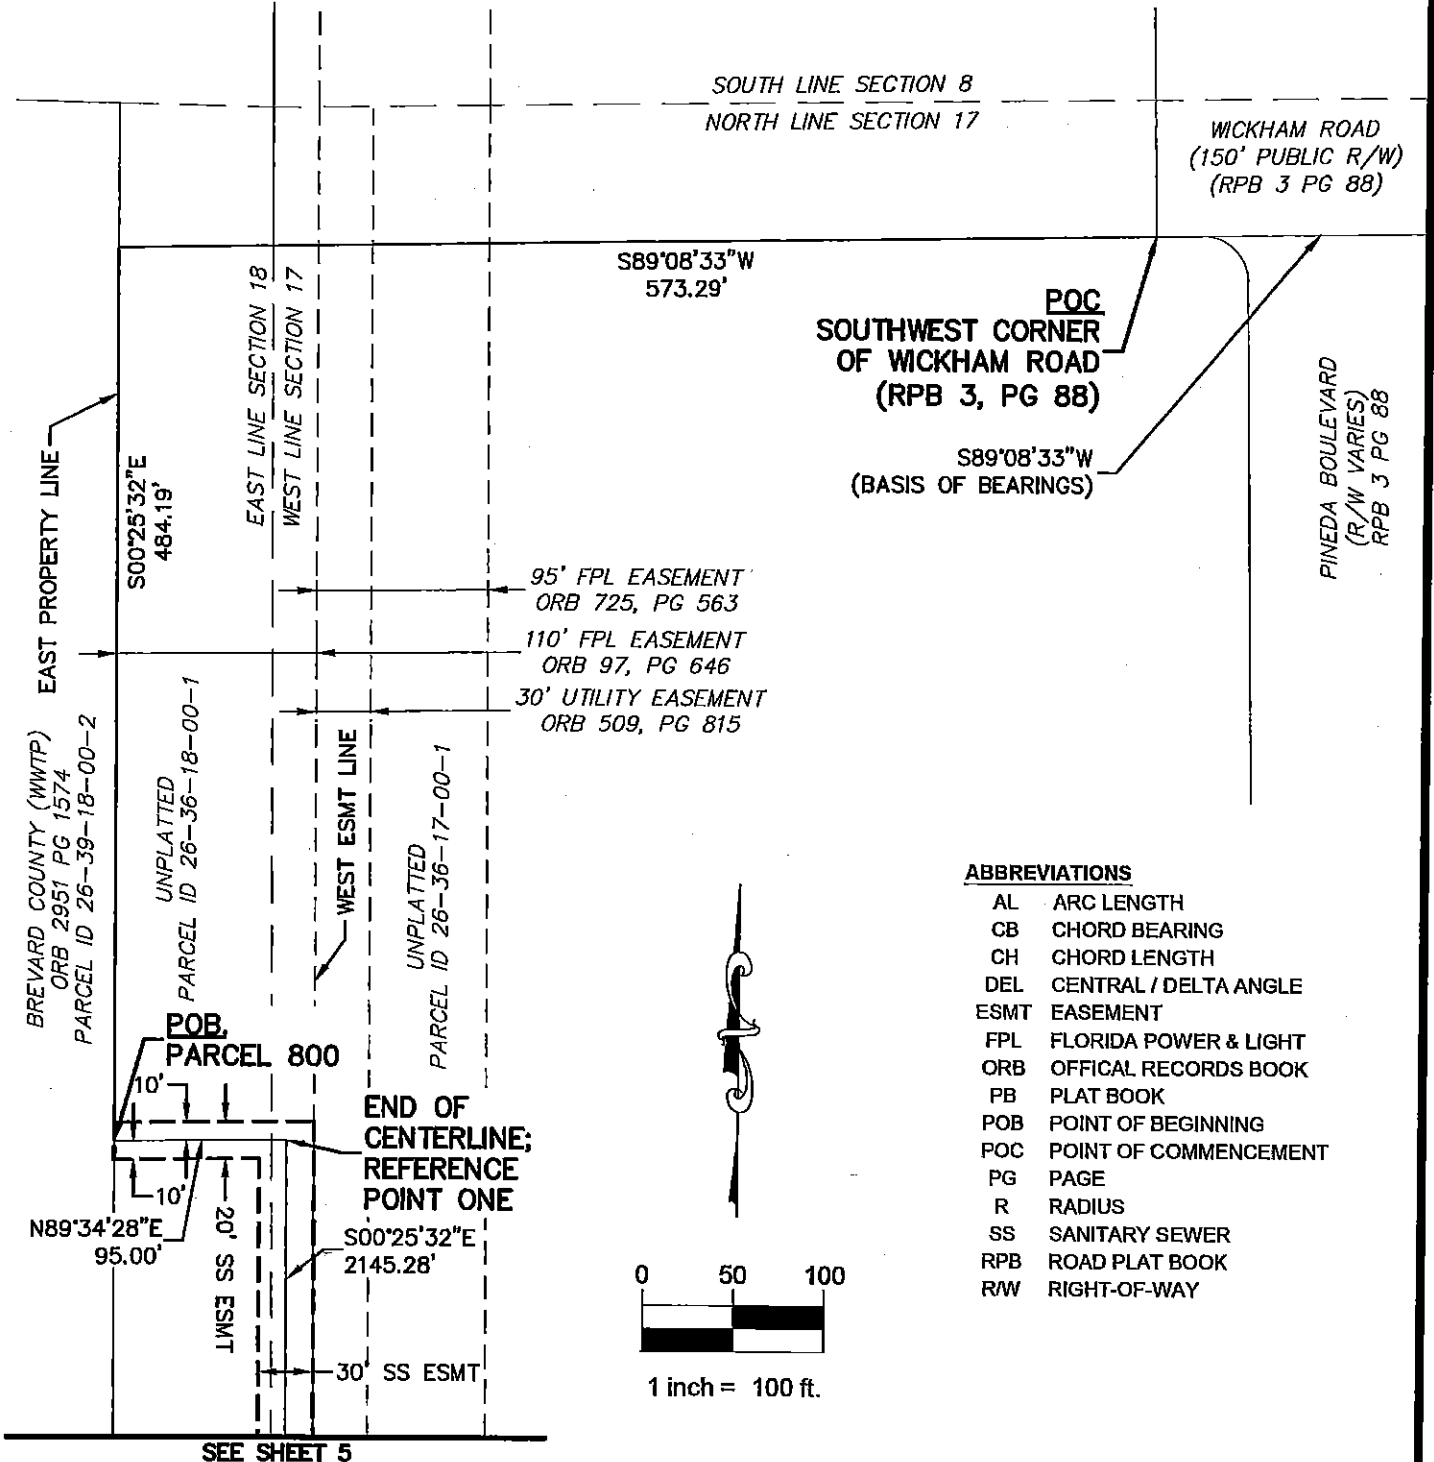 SOUTH LINE SECTION 8
NORTH LINE SECTION 17
WICKHAM ROAD
(150' PUBLIC R/W)
(RPB 3 PG 88)
S89°08'33"W
573.29'
EAST LINE SECTION 18
WEST LINE SECTION 17
POC
SOUTHWEST CORNER
OF WICKHAM ROAD
(RPB 3, PG 88)
S89°08'33"W
(BASIS OF BEARINGS)
PINEDA BOULEVARD
(R/W VARIES)
RPB 3 PG 88
EAST PROPERTY LINE
S00°25'32"E
484.19'
95' FPL EASEMENT
ORB 725, PG 563
110' FPL EASEMENT
ORB 97, PG 646
30' UTILITY EASEMENT
ORB 509, PG 815
BREVARD COUNTY (WWTP)
ORB 2951 PG 1574
PARCEL ID 26-39-18-00-2
UNPLATTED
PARCEL ID 26-36-18-00-1
WEST ESMT LINE
UNPLATTED
PARCEL ID 26-36-17-00-1
POB,
PARCEL 800
10'
END OF
CENTERLINE;
REFERENCE
POINT ONE
10'
N89°34'28"E
95.00'
20' SS ESMT
S00°25'32"E
2145.28'
30' SS ESMT
SEE SHEET 5
0 50 100
1 inch = 100 ft.
ABBREVIATIONS
AL ARC LENGTH
CB CHORD BEARING
CH CHORD LENGTH
DEL CENTRAL / DELTA ANGLE
ESMT EASEMENT
FPL FLORIDA POWER & LIGHT
ORB OFFICAL RECORDS BOOK
PB PLAT BOOK
POB POINT OF BEGINNING
POC POINT OF COMMENCEMENT
PG PAGE
R RADIUS
SS SANITARY SEWER
RPB ROAD PLAT BOOK
R/W RIGHT-OF-WAY